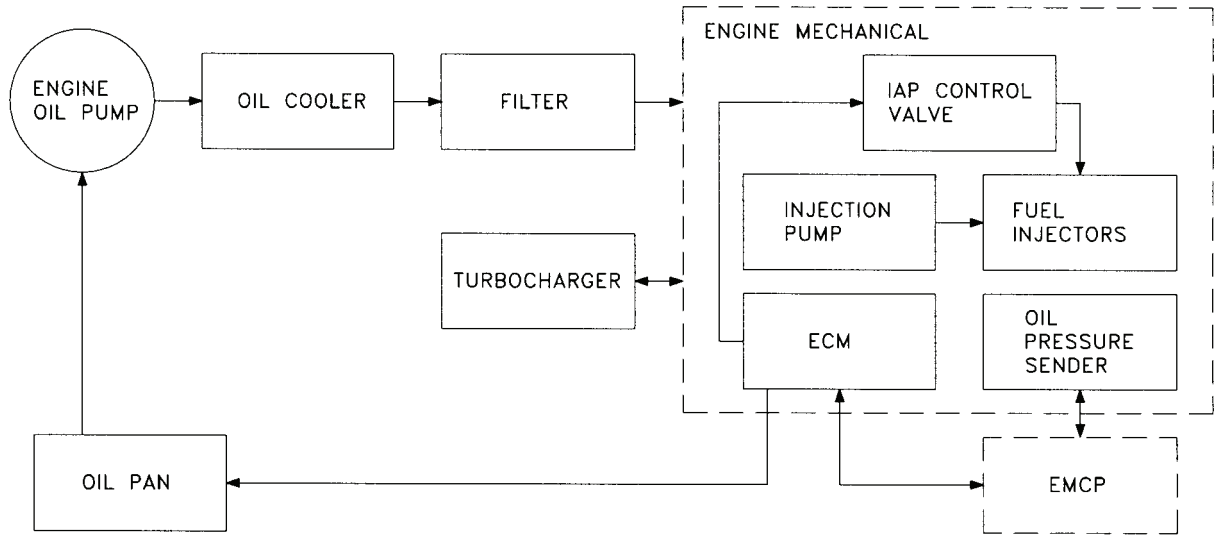 ENGINE MECHANICAL
ENGINE
OIL PUMP
OIL COOLER
FILTER
IAP CONTROL
VALVE
INJECTION
PUMP
FUEL
INJECTORS
TURBOCHARGER
ECM
OIL
PRESSURE
SENDER
OIL PAN
EMCP